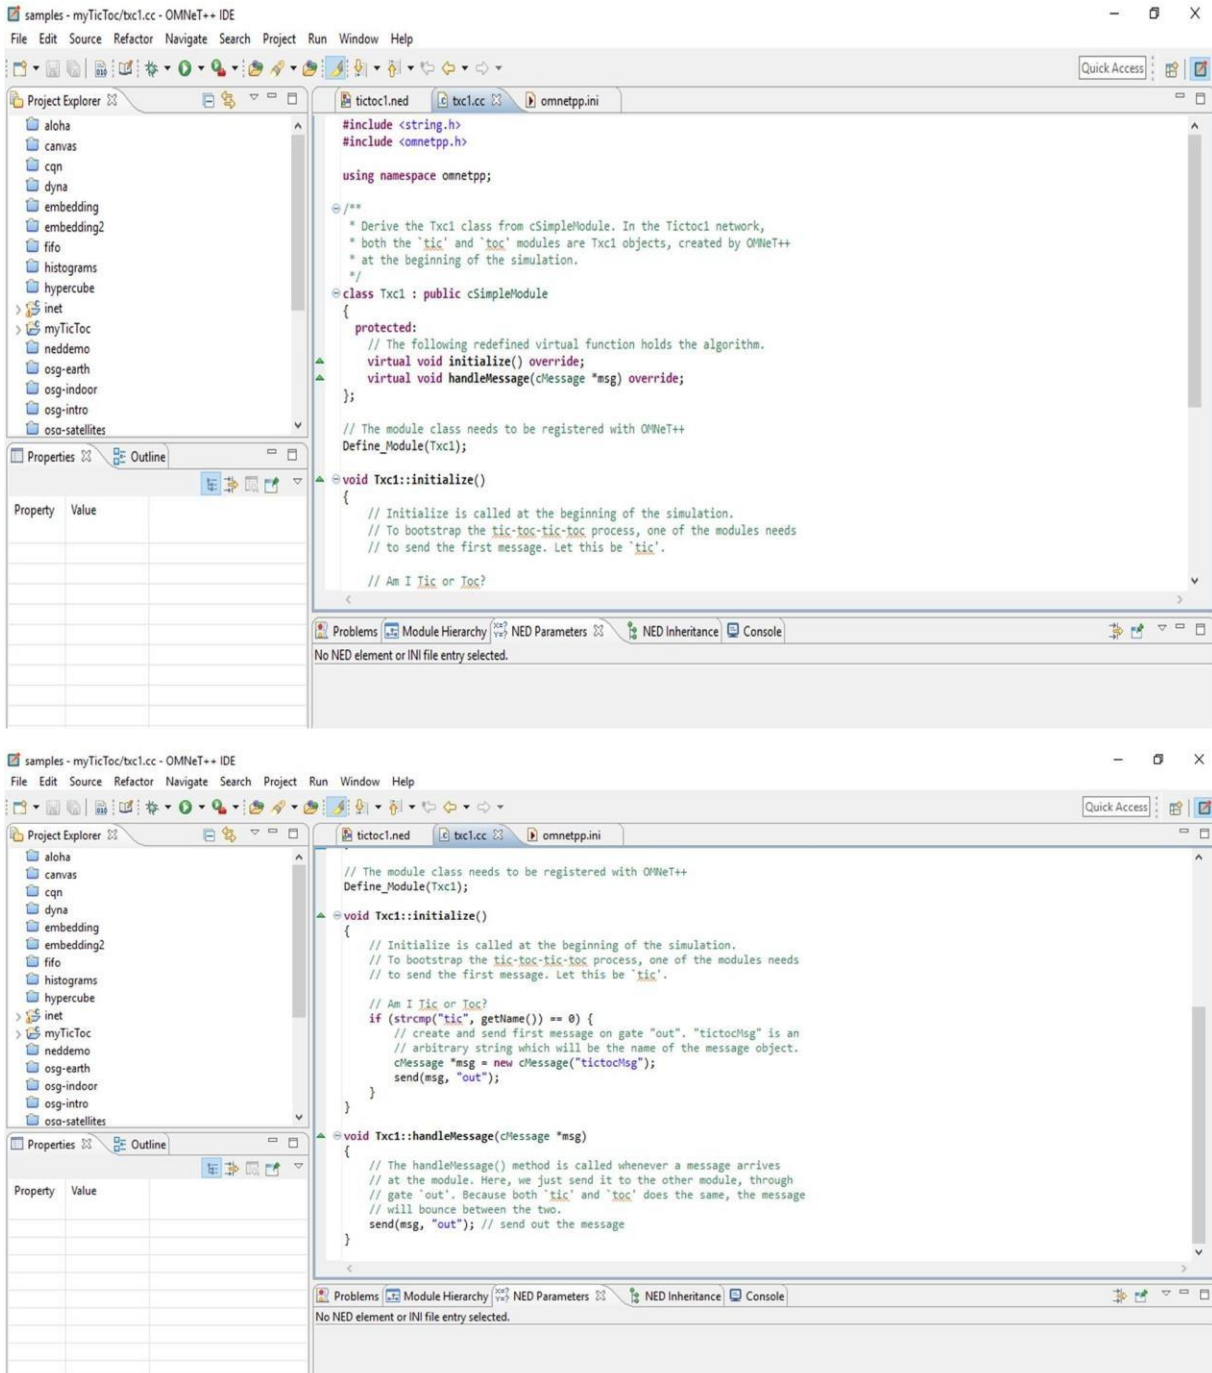 samples - myTicToc/txc1.cc - OMNeT++ IDE
File Edit Source Refactor Navigate Search Project Run Window Help
Quick Access
Project Explorer
tictoc1.ned txc1.cc omnetpp.ini
aloha
canvas
cqn
dyna
embedding
embedding2
fifo
histograms
hypercube
inet
myTicToc
neddemo
osg-earth
osg-indoor
osg-intro
osg-satellites
Properties Outline
Property Value
#include <string.h>
#include <omnetpp.h>
using namespace omnetpp;
/**
* Derive the Txc1 class from cSimpleModule. In the Tictoc1 network,
* both the `tic' and `toc' modules are Txc1 objects, created by OMNeT++
* at the beginning of the simulation.
*/
class Txc1 : public cSimpleModule
{
protected:
// The following redefined virtual function holds the algorithm.
virtual void initialize() override;
virtual void handleMessage(cMessage *msg) override;
};
// The module class needs to be registered with OMNeT++
Define_Module(Txc1);
void Txc1::initialize()
{
// Initialize is called at the beginning of the simulation.
// To bootstrap the tic-toc-tic-toc process, one of the modules needs
// to send the first message. Let this be `tic'.
// Am I Tic or Toc?
Problems Module Hierarchy NED Parameters NED Inheritance Console
No NED element or INI file entry selected.
samples - myTicToc/txc1.cc - OMNeT++ IDE
File Edit Source Refactor Navigate Search Project Run Window Help
Quick Access
Project Explorer
tictoc1.ned txc1.cc omnetpp.ini
aloha
canvas
cqn
dyna
embedding
embedding2
fifo
histograms
hypercube
inet
myTicToc
neddemo
osg-earth
osg-indoor
osg-intro
osg-satellites
Properties Outline
Property Value
// The module class needs to be registered with OMNeT++
Define_Module(Txc1);
void Txc1::initialize()
{
// Initialize is called at the beginning of the simulation.
// To bootstrap the tic-toc-tic-toc process, one of the modules needs
// to send the first message. Let this be `tic'.
// Am I Tic or Toc?
if (strcmp("tic", getName()) == 0) {
// create and send first message on gate "out". "tictocMsg" is an
// arbitrary string which will be the name of the message object.
cMessage *msg = new cMessage("tictocMsg");
send(msg, "out");
}
}
void Txc1::handleMessage(cMessage *msg)
{
// The handleMessage() method is called whenever a message arrives
// at the module. Here, we just send it to the other module, through
// gate `out'. Because both `tic' and `toc' does the same, the message
// will bounce between the two.
send(msg, "out"); // send out the message
}
Problems Module Hierarchy NED Parameters NED Inheritance Console
No NED element or INI file entry selected.